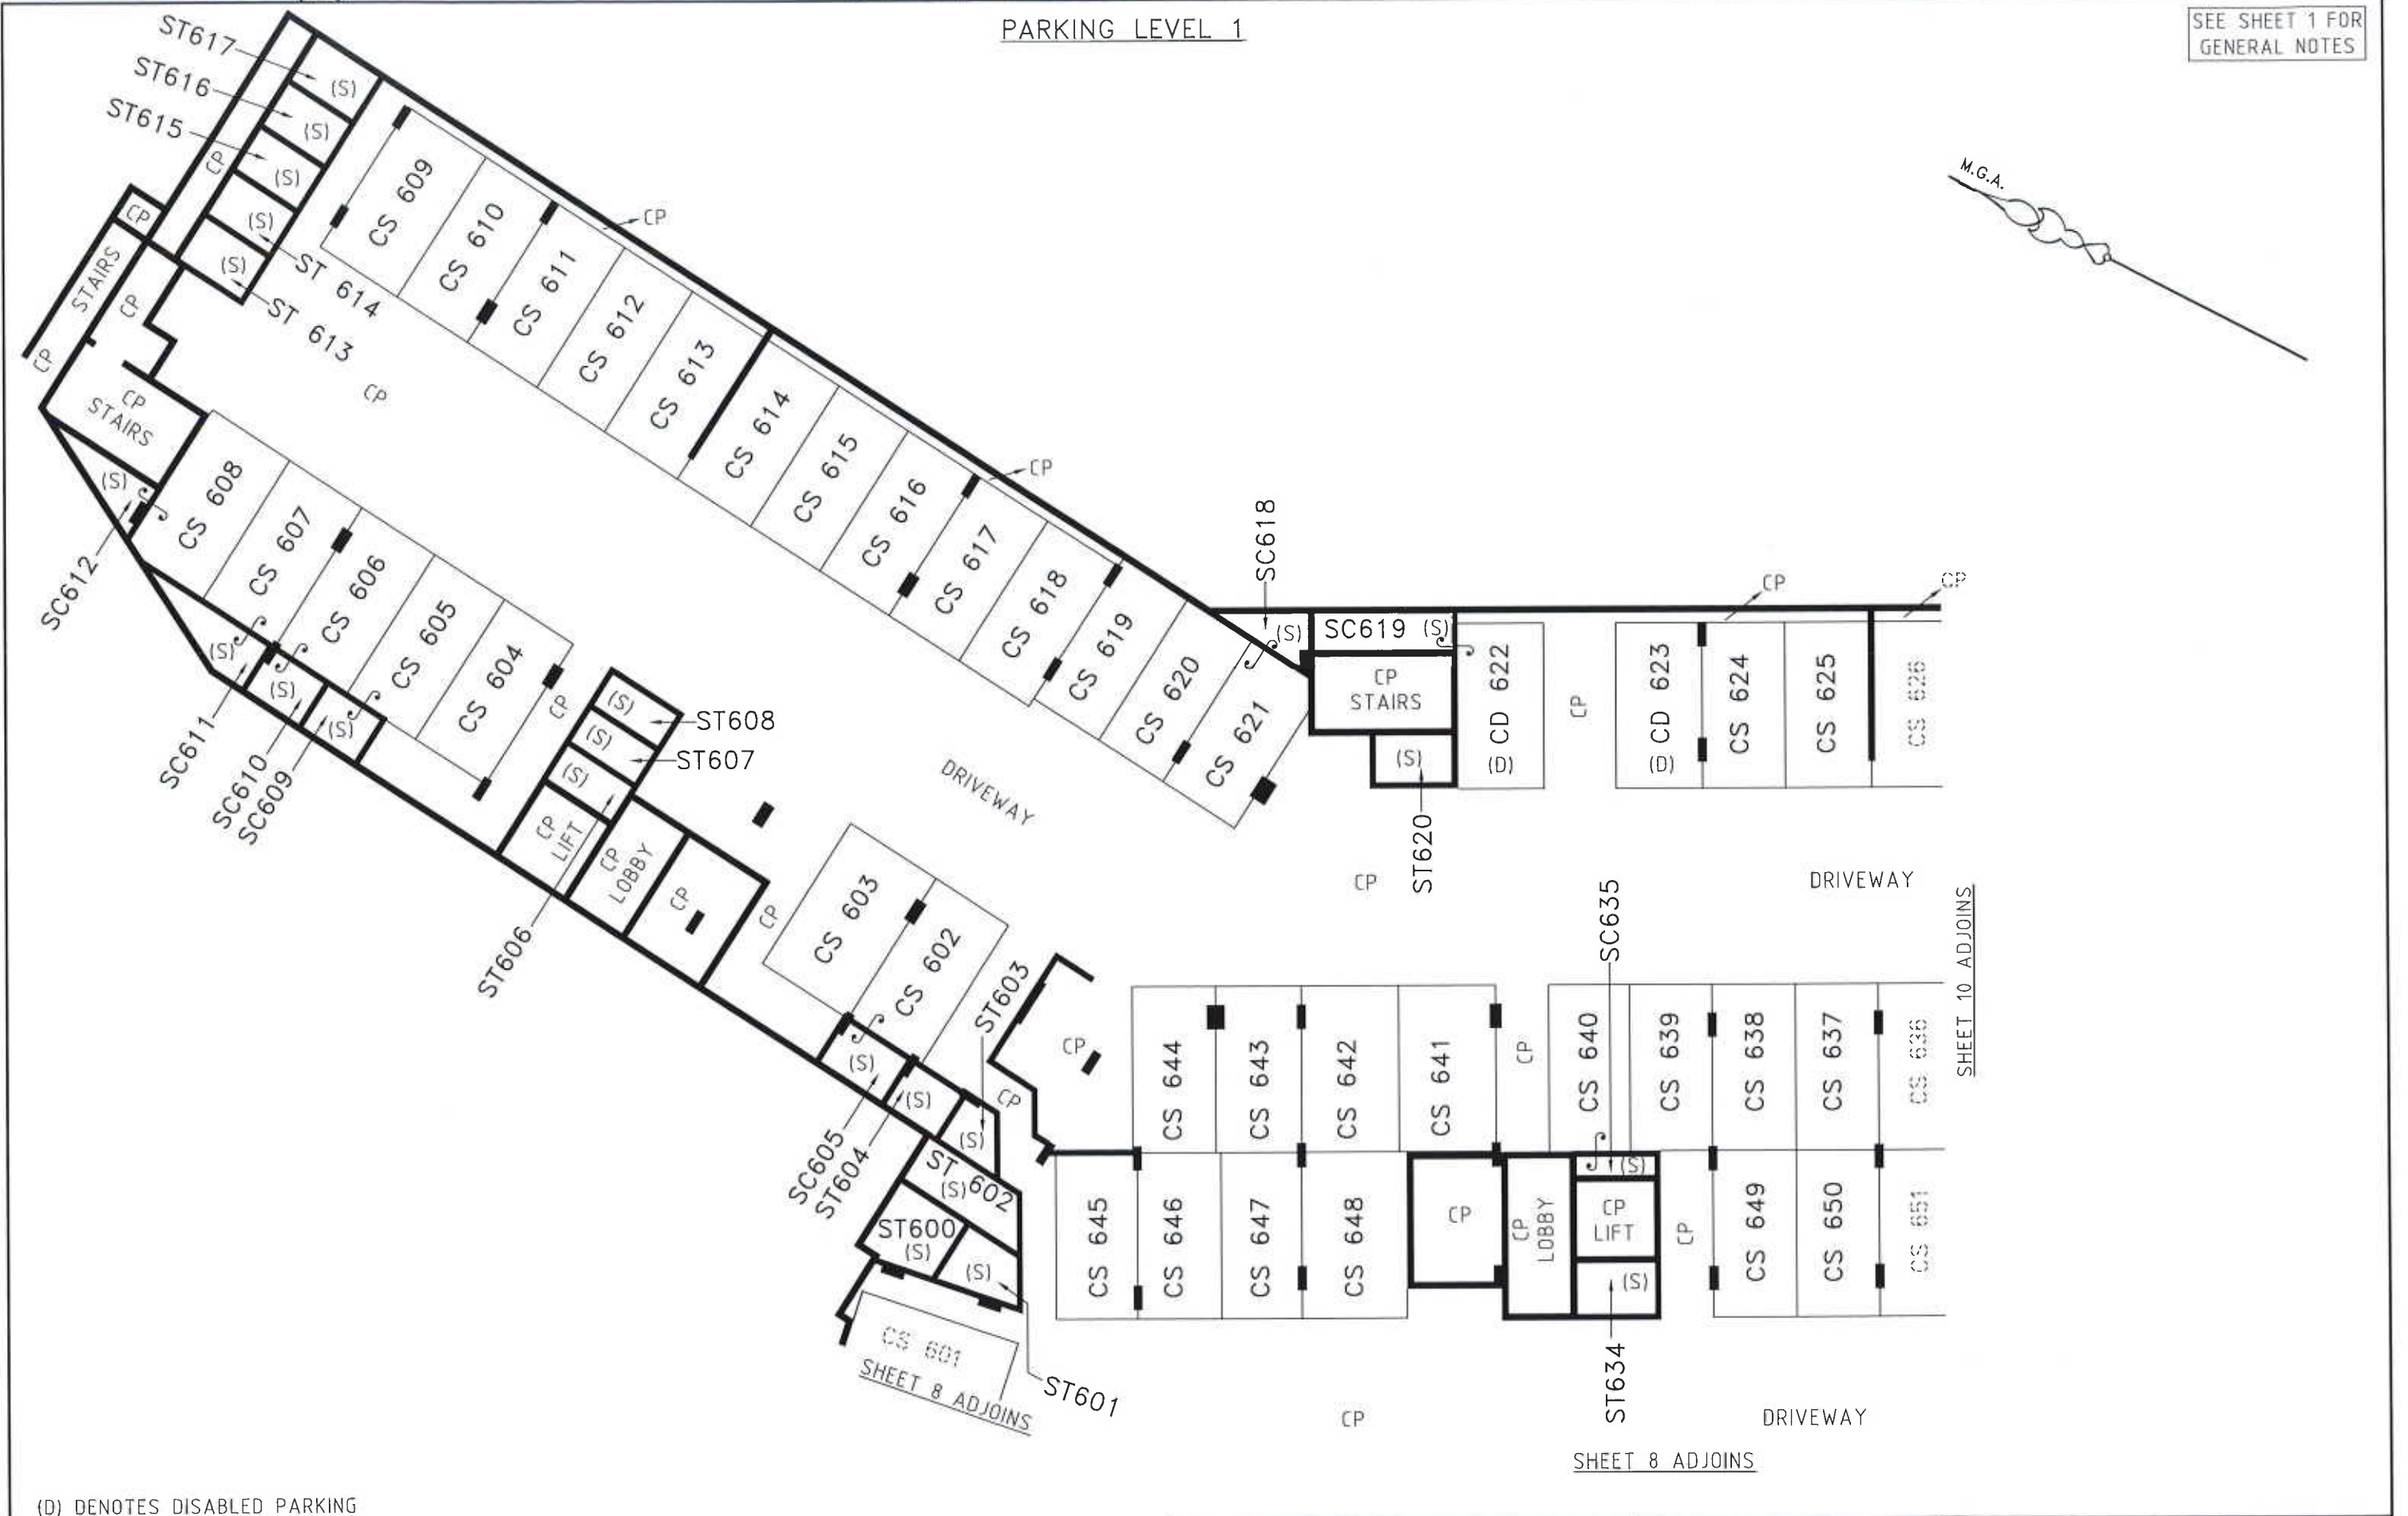 PARKING LEVEL 1
SEE SHEET 1 FOR
GENERAL NOTES
M.G.A.
ST617
ST616
ST615
(S)
(S)
(S)
(S)
(S)
CP
CP
STAIRS
CP
CP
ST 614
ST 613
CP
CP
STAIRS
CS 609
CS 610
CS 611
CS 612
CS 613
CS 614
CS 615
CS 616
CS 617
CS 618
CS 619
CS 620
CS 621
CP
CP
SC618
(S)
SC619 (S)
CP
STAIRS
(S)
ST620
CD 622
(D)
CP
CD 623
(D)
CS 624
CS 625
CS 626
CP
CP
(S)
SC612
CS 608
CS 607
CS 606
CS 605
CS 604
(S)
(S)
(S)
SC611
SC610
SC609
CP
(S)
(S)
(S)
ST608
ST607
ST606
CP
LIFT
CP
LOBBY
CP
CP
DRIVEWAY
CS 603
CS 602
CP
DRIVEWAY
SHEET 10 ADJOINS
ST603
(S)
(S)
(S)
SC605
ST604
CP
CP
ST 602
(S)
ST600
(S)
(S)
ST601
CS 601
SHEET 8 ADJOINS
CS 644
CS 643
CS 642
CS 641
CP
SC635
CS 640
CS 639
CS 638
CS 637
CS 636
CS 645
CS 646
CS 647
CS 648
CP
CP
LOBBY
(S)
CP
LIFT
(S)
ST634
CP
CS 649
CS 650
CS 651
CP
DRIVEWAY
SHEET 8 ADJOINS
(D) DENOTES DISABLED PARKING